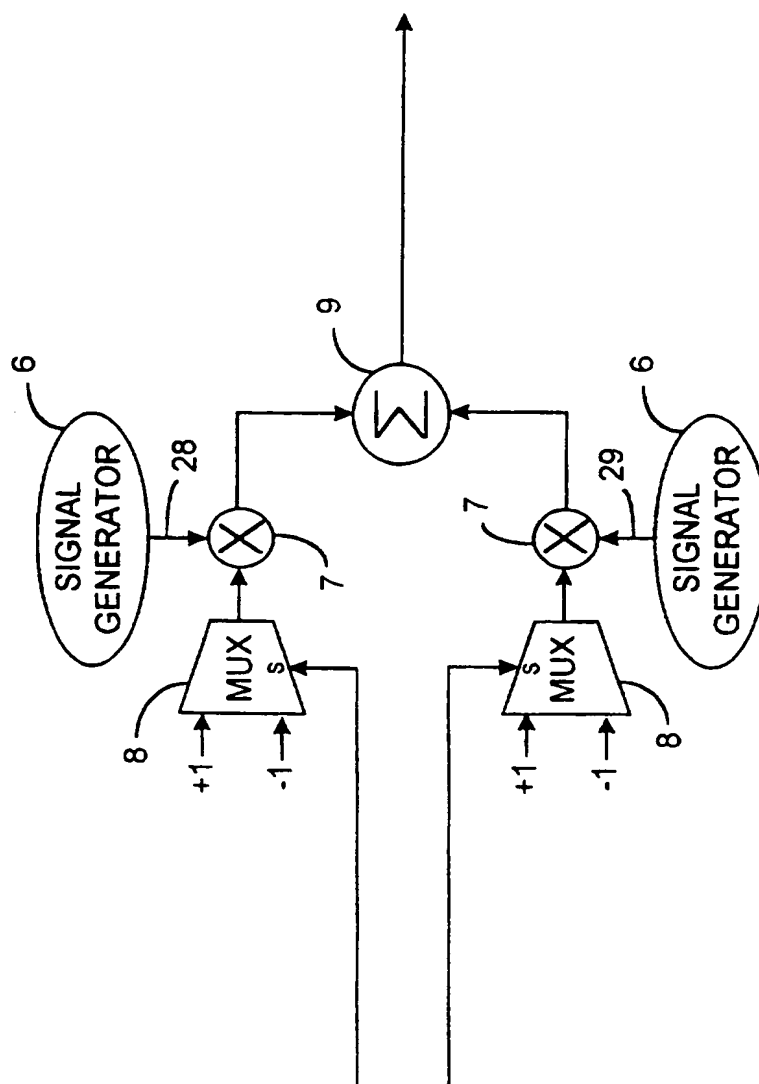 6
SIGNAL
GENERATOR
28
9
8
MUX
s
7
+1
-1
7
29
6
s
MUX
+1
-1
8
SIGNAL
GENERATOR
X
X
Σ